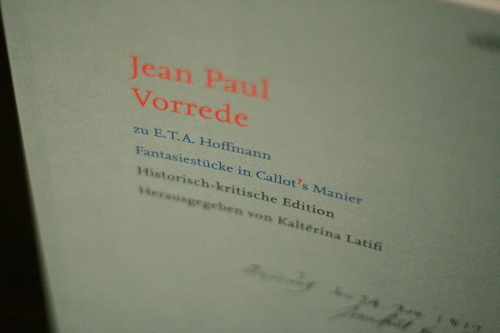 Jean Paul
Vorrede
zu E.T.A. Hoffmann
Fantasiestücke in Callot's Manier
Historisch-kritische Edition
Herausgegeben von Kaltërina Latifi